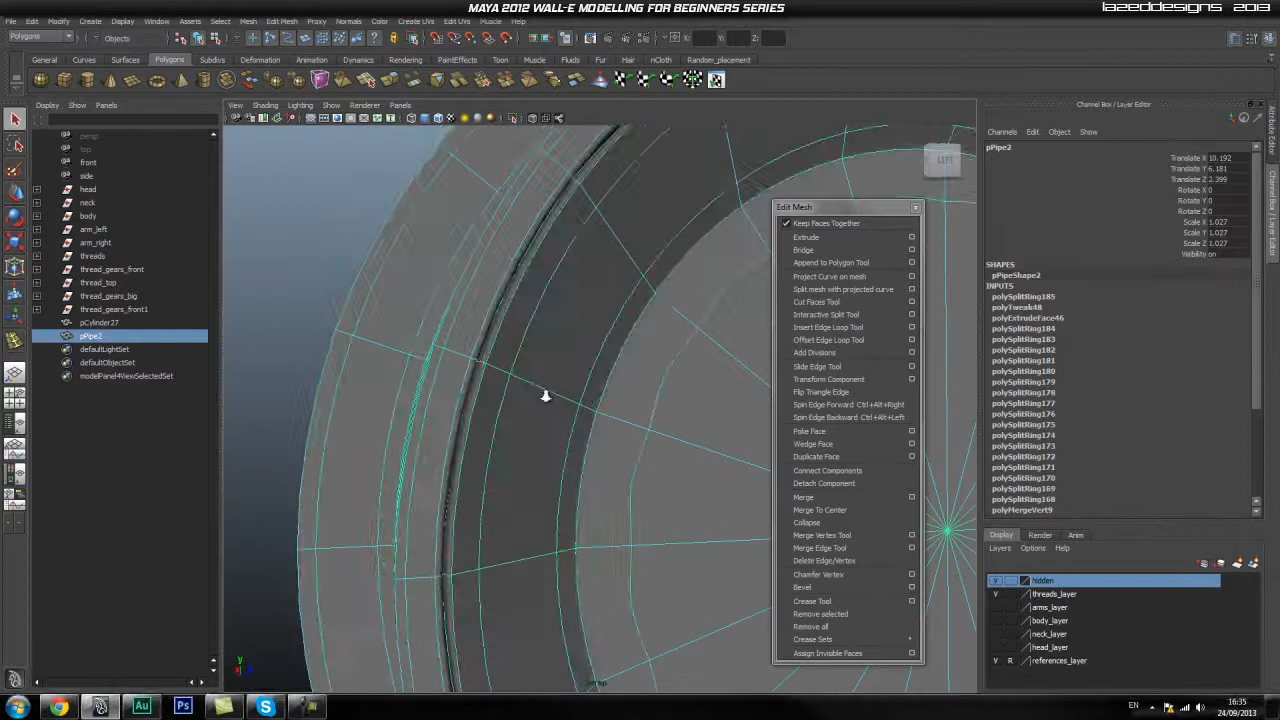 MAYA 2012 WALL-E MODELLING FOR BEGINNERS SERIES
LAZEDDESIGNS 2013
File Edit Modify Create Display Window Assets Select Mesh Edit Mesh Proxy Normals Color Create UVs Edit UVs Muscle Help
Polygons Objects X: Y: Z:
General Curves Surfaces Polygons Subdivs Deformation Animation Dynamics Rendering PaintEffects Toon Muscle Fluids Fur Hair nCloth Random_placement
Display Show Panels
View Shading Lighting Show Renderer Panels
Channel Box / Layer Editor
Channels Edit Object Show
persp
top
front
side
head
neck
body
arm_left
arm_right
threads
thread_gears_front
thread_top
thread_gears_big
thread_gears_front1
pCylinder27
pPipe2
defaultLightSet
defaultObjectSet
modelPanel4ViewSelectedSet
LEFT
Edit Mesh
Keep Faces Together
Extrude
Bridge
Append to Polygon Tool
Project Curve on mesh
Split mesh with projected curve
Cut Faces Tool
Interactive Split Tool
Insert Edge Loop Tool
Offset Edge Loop Tool
Add Divisions
Slide Edge Tool
Transform Component
Flip Triangle Edge
Spin Edge Forward Ctrl+Alt+Right
Spin Edge Backward Ctrl+Alt+Left
Poke Face
Wedge Face
Duplicate Face
Connect Components
Detach Component
Merge
Merge To Center
Collapse
Merge Vertex Tool
Merge Edge Tool
Delete Edge/Vertex
Chamfer Vertex
Bevel
Crease Tool
Remove selected
Remove all
Crease Sets
Assign Invisible Faces
persp
pPipe2
Translate X 10.192
Translate Y 6.181
Translate Z 2.399
Rotate X 0
Rotate Y 0
Rotate Z 0
Scale X 1.027
Scale Y 1.027
Scale Z 1.027
Visibility on
SHAPES
pPipeShape2
INPUTS
polySplitRing185
polyTweak48
polyExtrudeFace46
polySplitRing184
polySplitRing183
polySplitRing182
polySplitRing181
polySplitRing180
polySplitRing179
polySplitRing178
polySplitRing177
polySplitRing176
polySplitRing175
polySplitRing174
polySplitRing173
polySplitRing172
polySplitRing171
polySplitRing170
polySplitRing169
polySplitRing168
polyMergeVert9
Display Render Anim
Layers Options Help
V hidden
V threads_layer
arms_layer
body_layer
neck_layer
head_layer
V R references_layer
Attribute Editor
Channel Box / Layer Editor
y
EN 16:35
24/09/2013